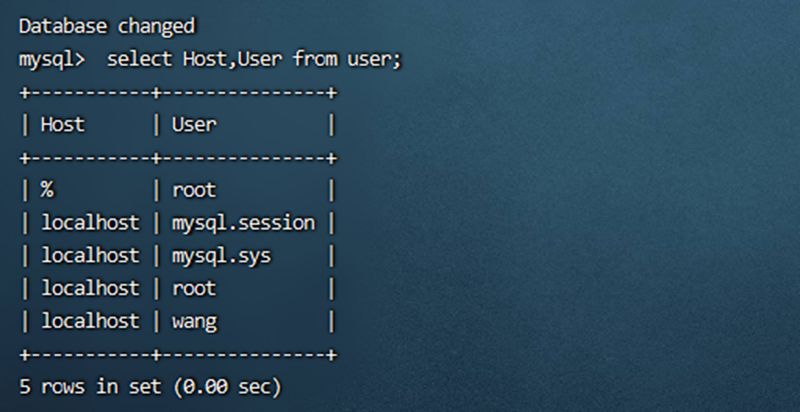 Database changed
mysql>  select Host,User from user;
+-----------+---------------+
| Host      | User          |
+-----------+---------------+
| %         | root          |
| localhost | mysql.session |
| localhost | mysql.sys     |
| localhost | root          |
| localhost | wang          |
+-----------+---------------+
5 rows in set (0.00 sec)